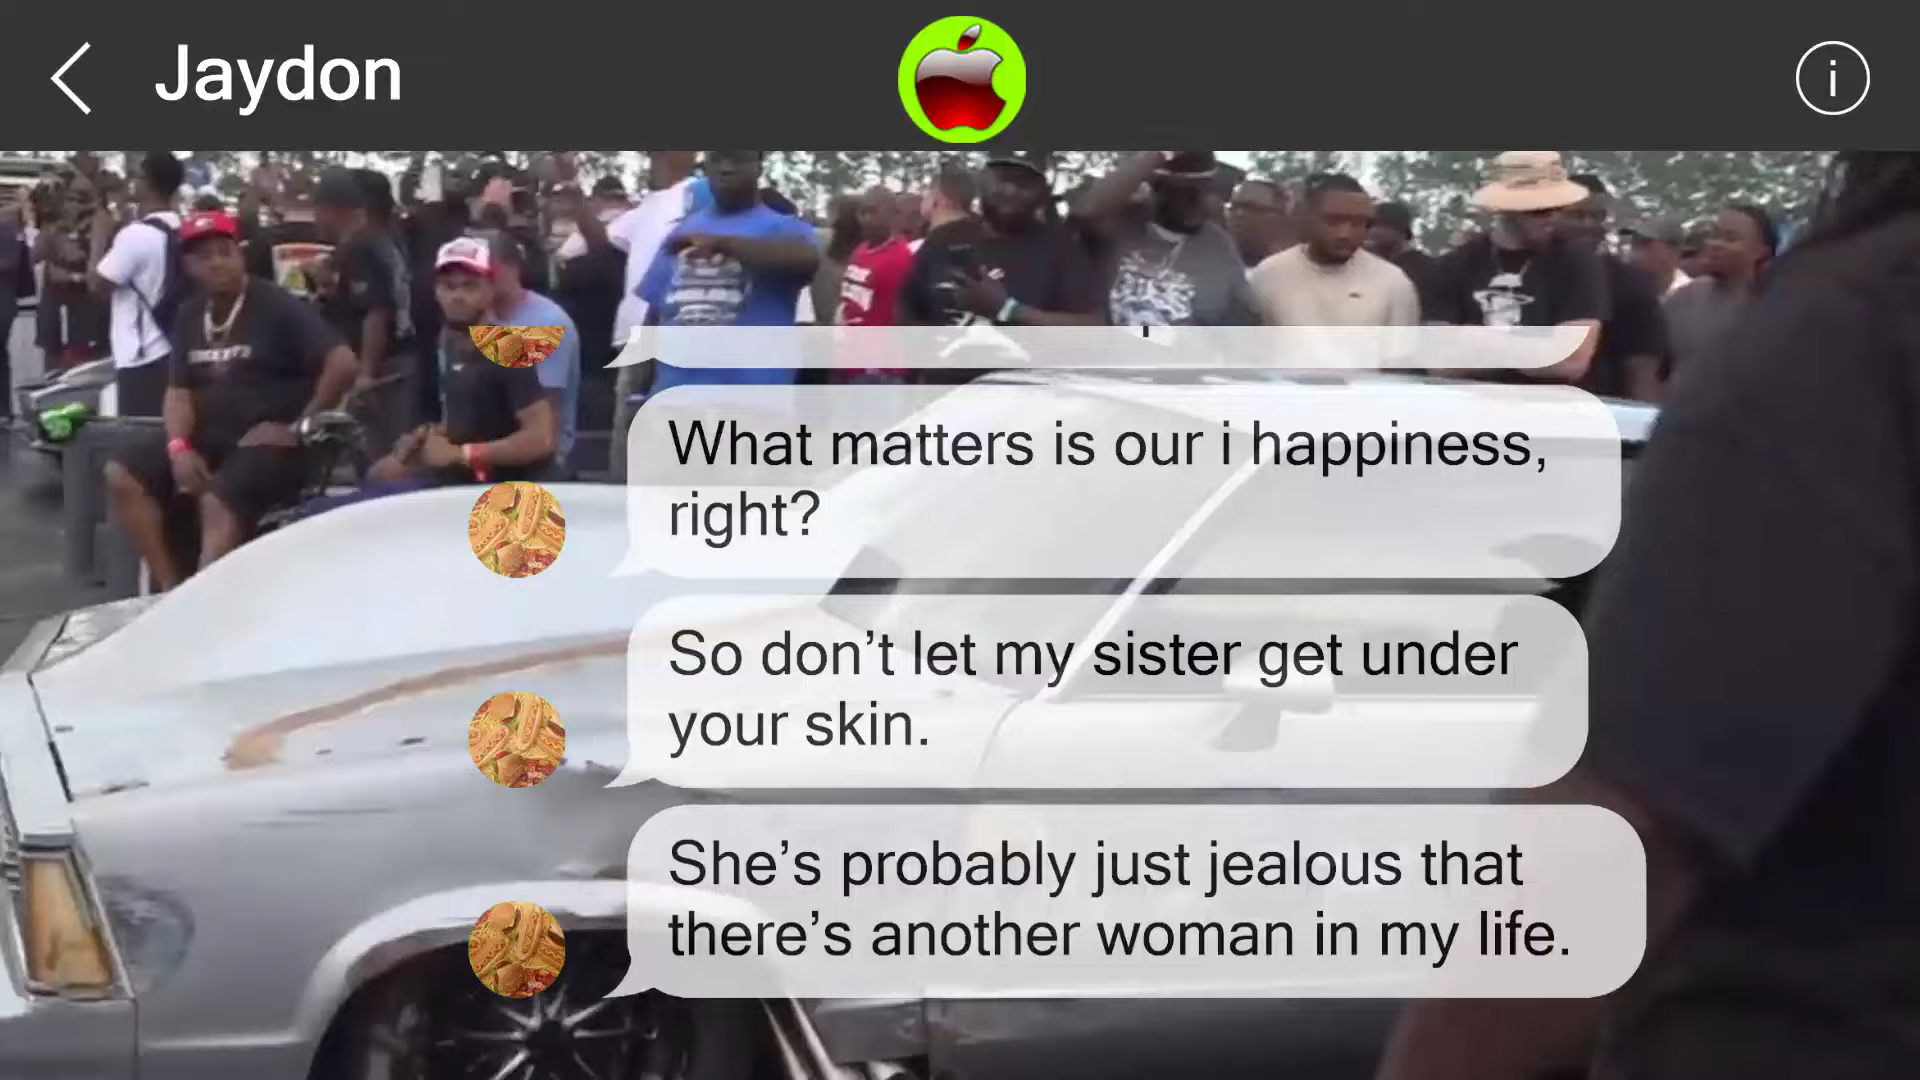 Jaydon
i
What matters is our i happiness,
right?
So don’t let my sister get under
your skin.
She’s probably just jealous that
there’s another woman in my life.